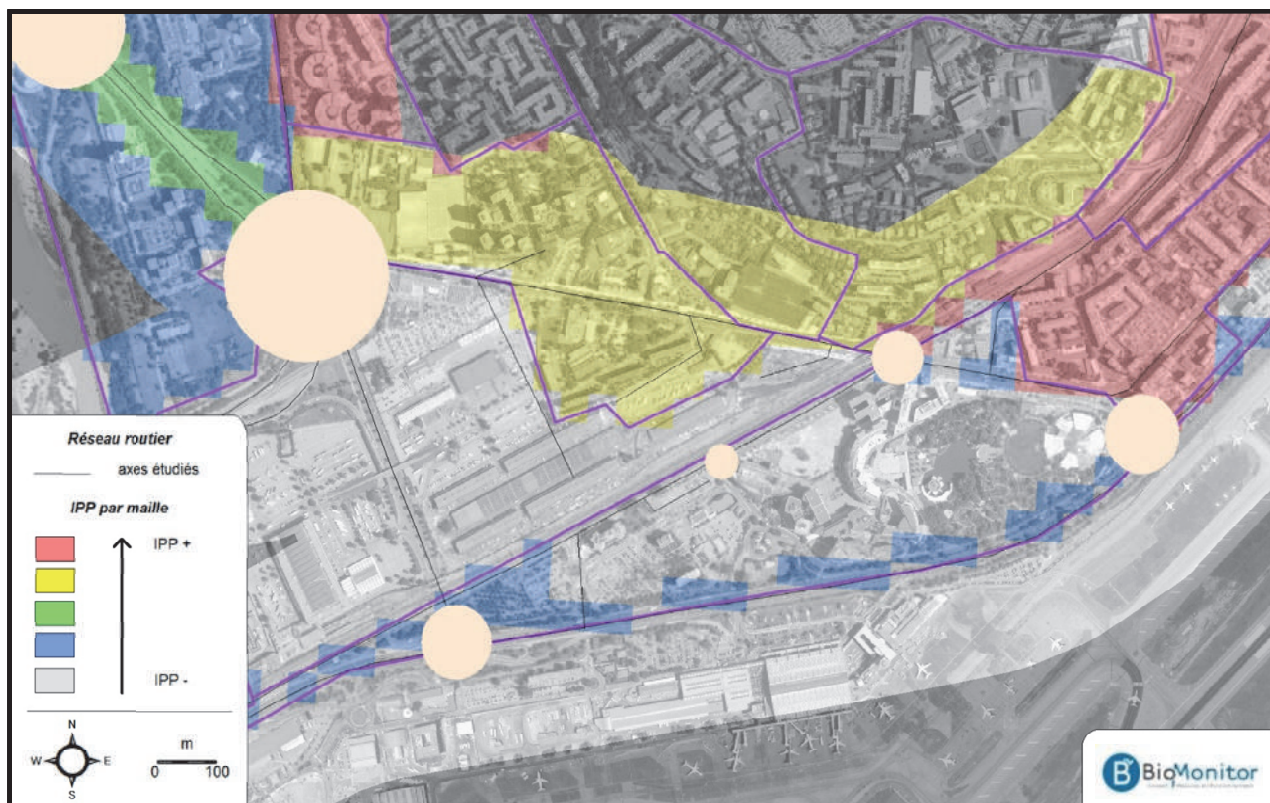 Réseau routier
axes étudiés
IPP par maille
IPP +
IPP -
N
W E
S
m
0 100
BioMonitor